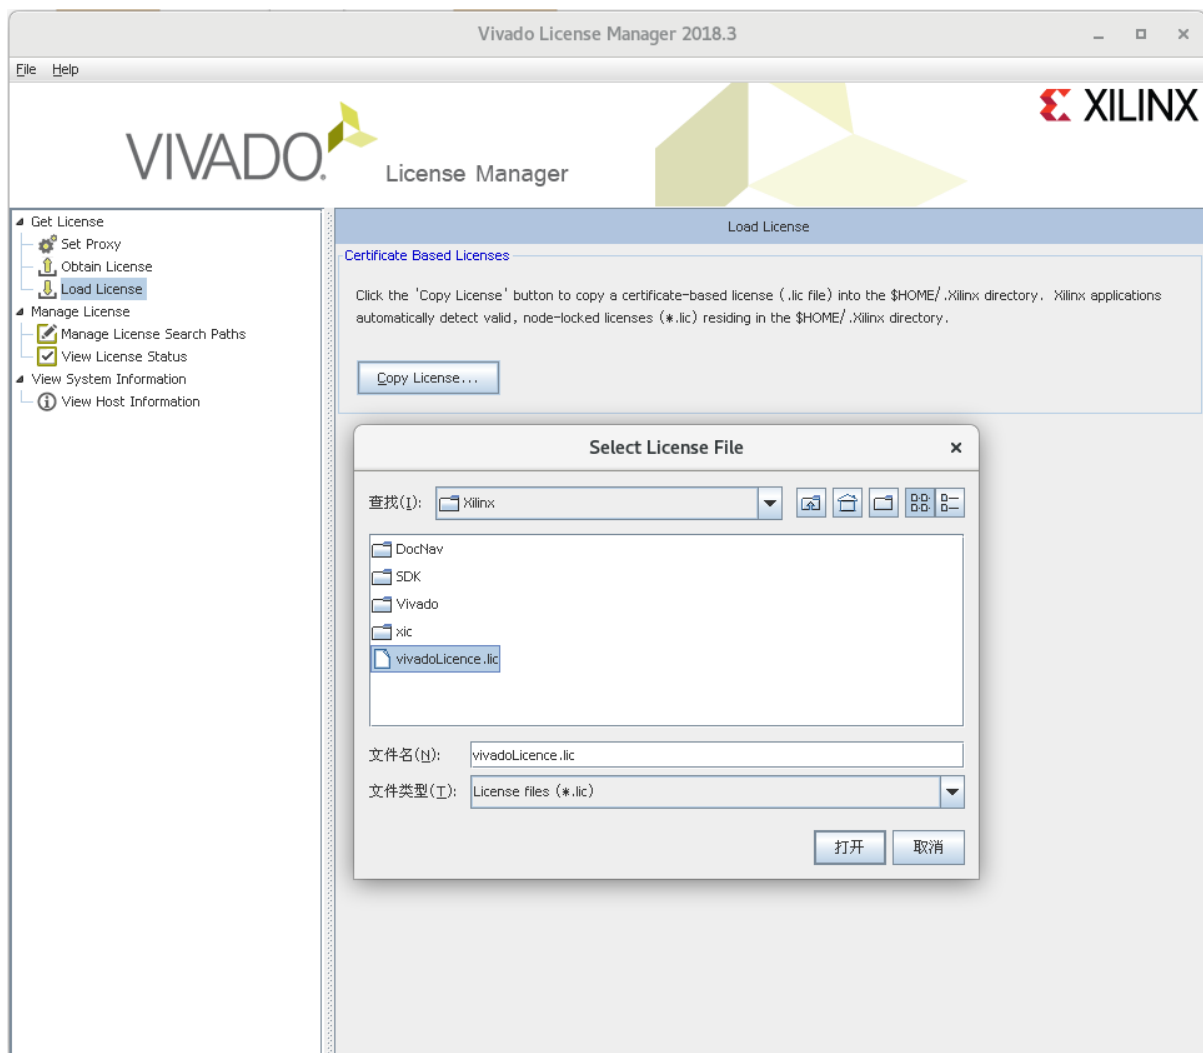 Vivado License Manager 2018.3
File Help
XILINX
VIVADO.
License Manager
Get License
Set Proxy
Obtain License
Load License
Manage License
Manage License Search Paths
View License Status
View System Information
View Host Information
Load License
Certificate Based Licenses
Click the 'Copy License' button to copy a certificate-based license (.lic file) into the $HOME/.Xilinx directory. Xilinx applications
automatically detect valid, node-locked licenses (*.lic) residing in the $HOME/.Xilinx directory.
Copy License...
Select License File
查找(I): Xilinx
DocNav
SDK
Vivado
xic
vivadoLicence.lic
文件名(N): vivadoLicence.lic
文件类型(T): License files (*.lic)
打开 取消